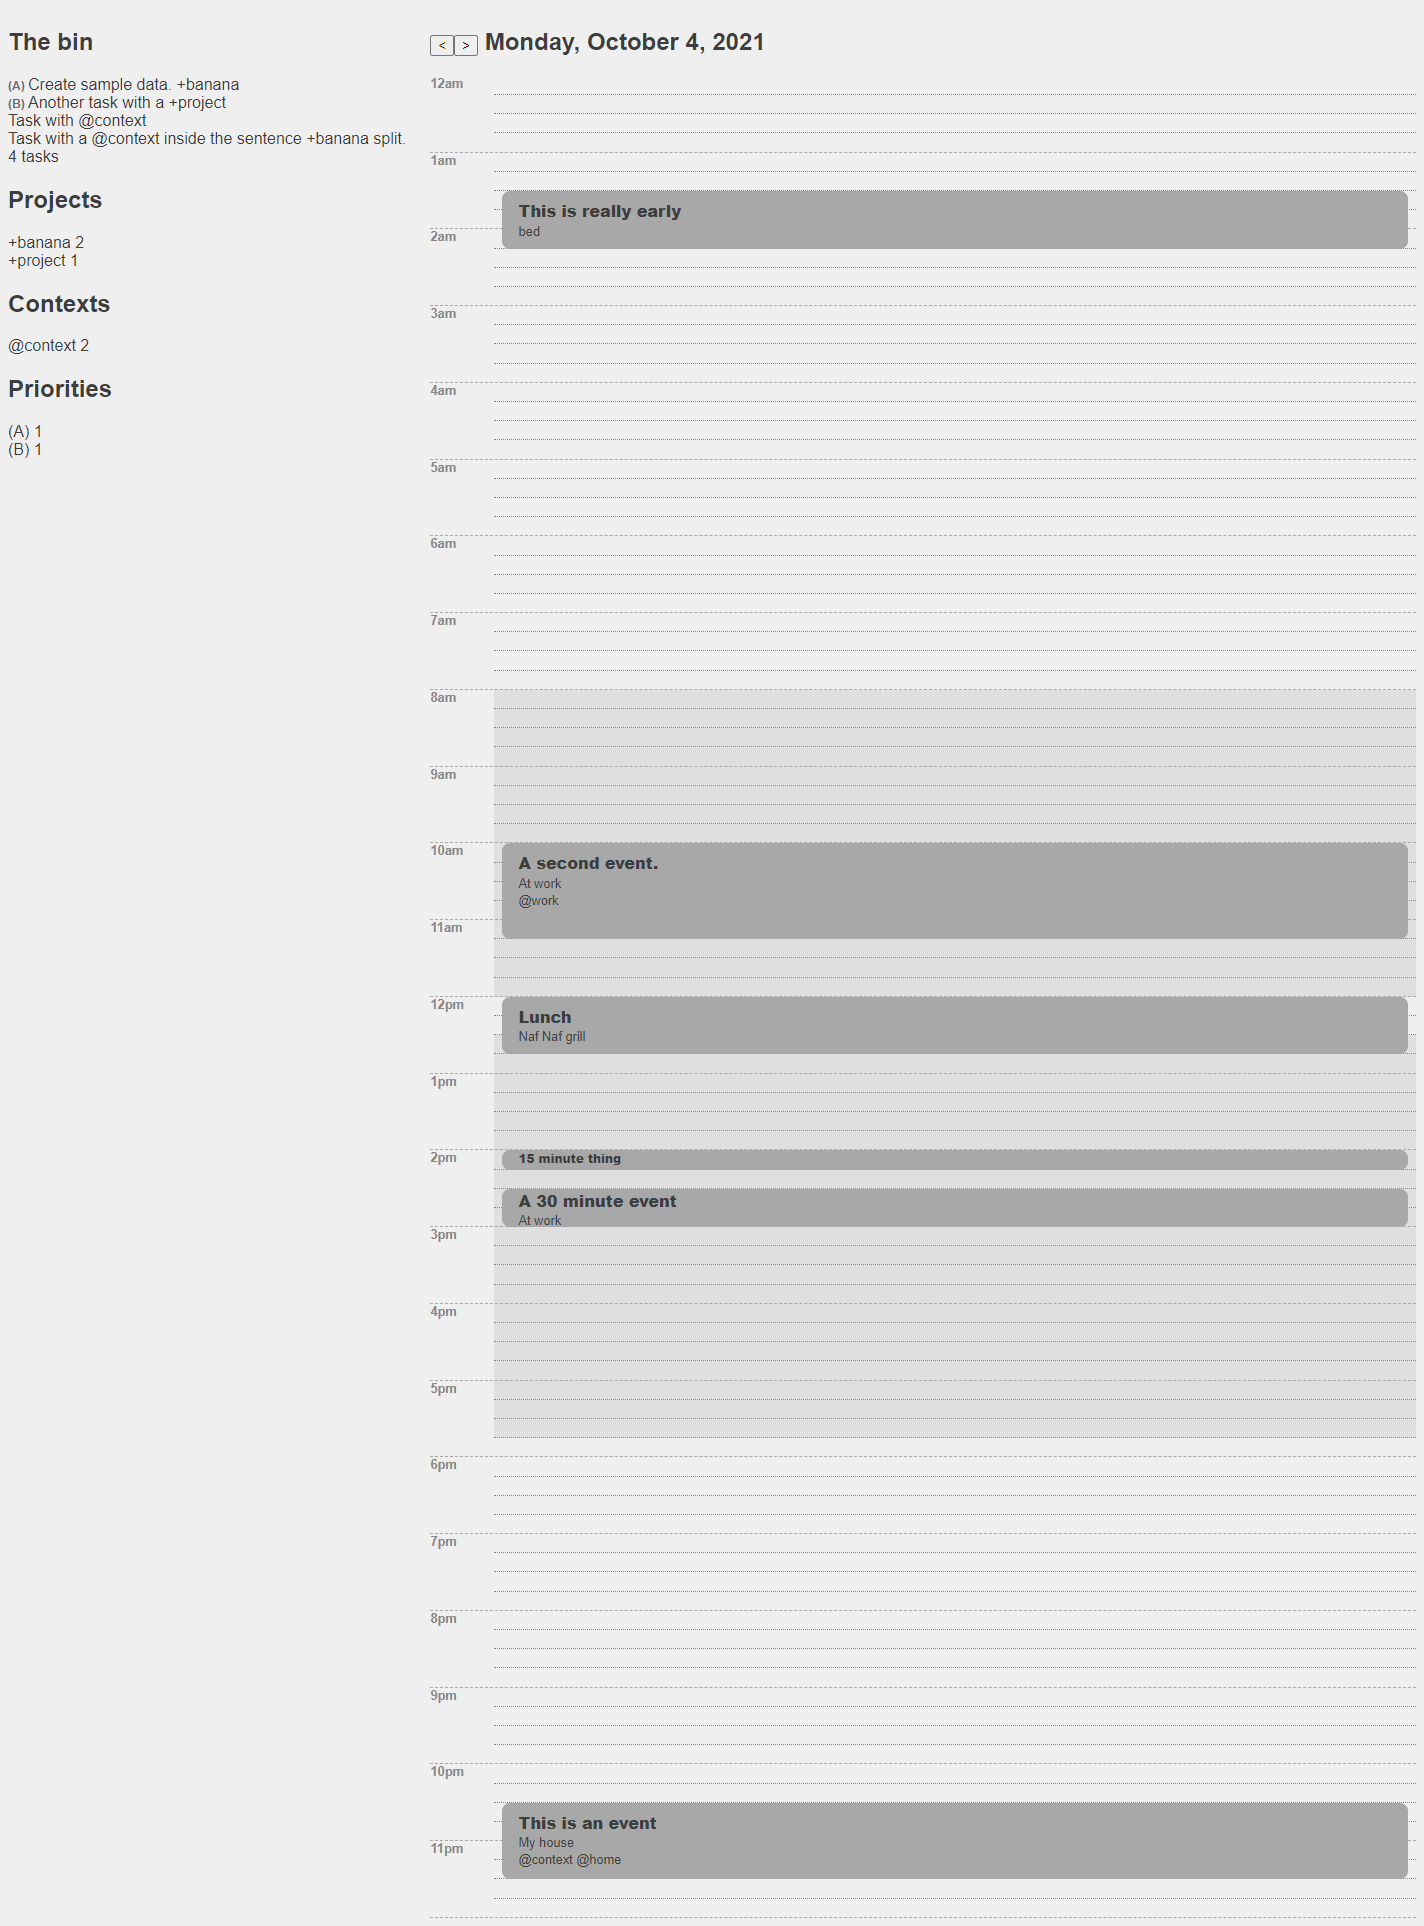 The bin
(A) Create sample data. +banana
(B) Another task with a +project
Task with @context
Task with a @context inside the sentence +banana split.
4 tasks
Projects
+banana 2
+project 1
Contexts
@context 2
Priorities
(A) 1
(B) 1
< > Monday, October 4, 2021
12am
1am
This is really early
bed
2am
3am
4am
5am
6am
7am
8am
9am
10am
A second event.
At work
@work
11am
12pm
Lunch
Naf Naf grill
1pm
2pm
15 minute thing
A 30 minute event
At work
3pm
4pm
5pm
6pm
7pm
8pm
9pm
10pm
This is an event
My house
11pm
@context @home